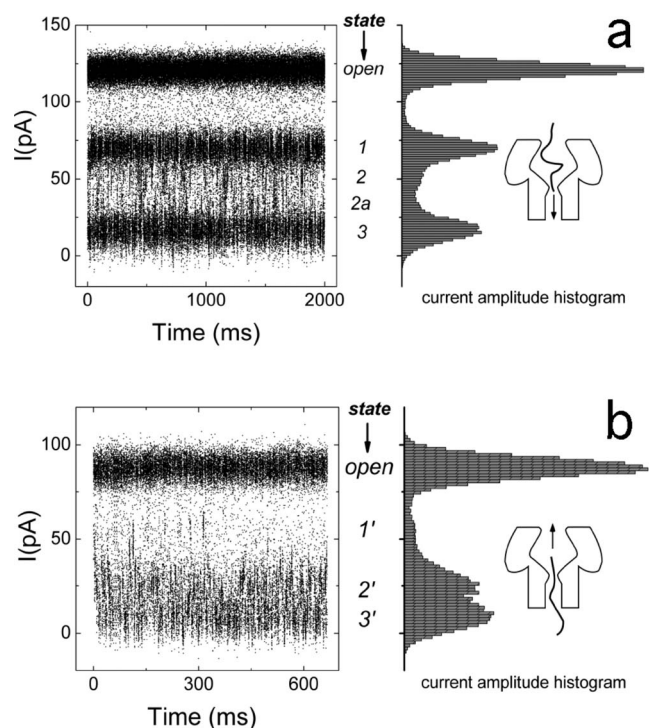 a
state
open
1
2
2a
3
I(pA)
150
100
50
0
0
1000
2000
Time (ms)
current amplitude histogram
b
state
open
1'
2'
3'
I(pA)
100
50
0
0
300
600
Time (ms)
current amplitude histogram